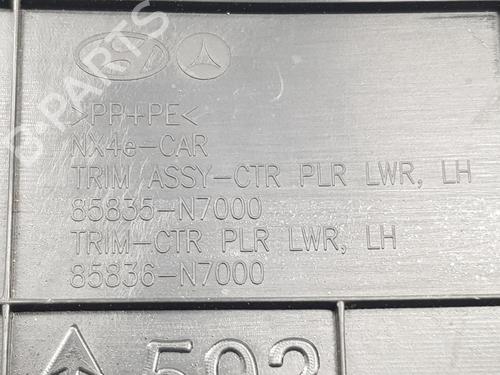 >PP+PE<
NX4e-CAR
TRIM ASSY-CTR PLR LWR, LH
85835-N7000
TRIM-CTR PLR LWR, LH
85836-N7000
592
B-PARTS